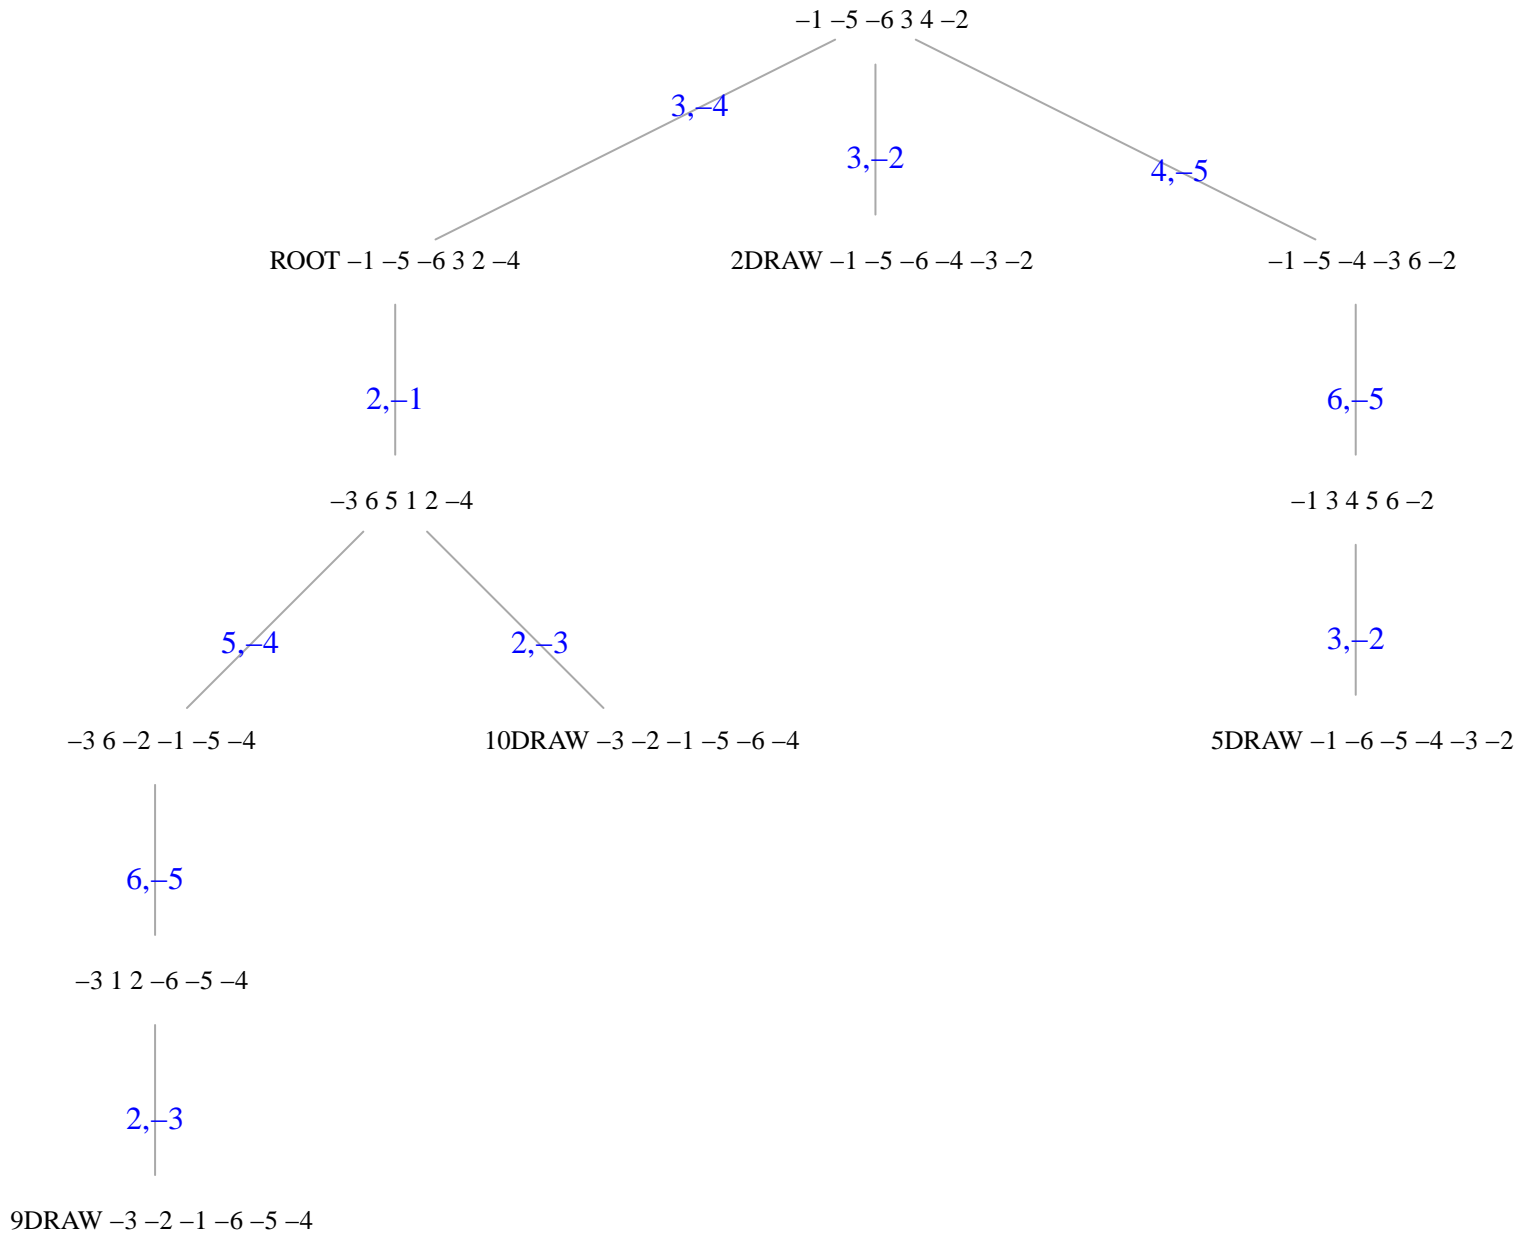 –1 –5 –6 3 4 –2
3,–4
3,–2
4,–5
ROOT –1 –5 –6 3 2 –4
2DRAW –1 –5 –6 –4 –3 –2
–1 –5 –4 –3 6 –2
2,–1
6,–5
–3 6 5 1 2 –4
–1 3 4 5 6 –2
5,–4
2,–3
3,–2
–3 6 –2 –1 –5 –4
10DRAW –3 –2 –1 –5 –6 –4
5DRAW –1 –6 –5 –4 –3 –2
6,–5
–3 1 2 –6 –5 –4
2,–3
9DRAW –3 –2 –1 –6 –5 –4